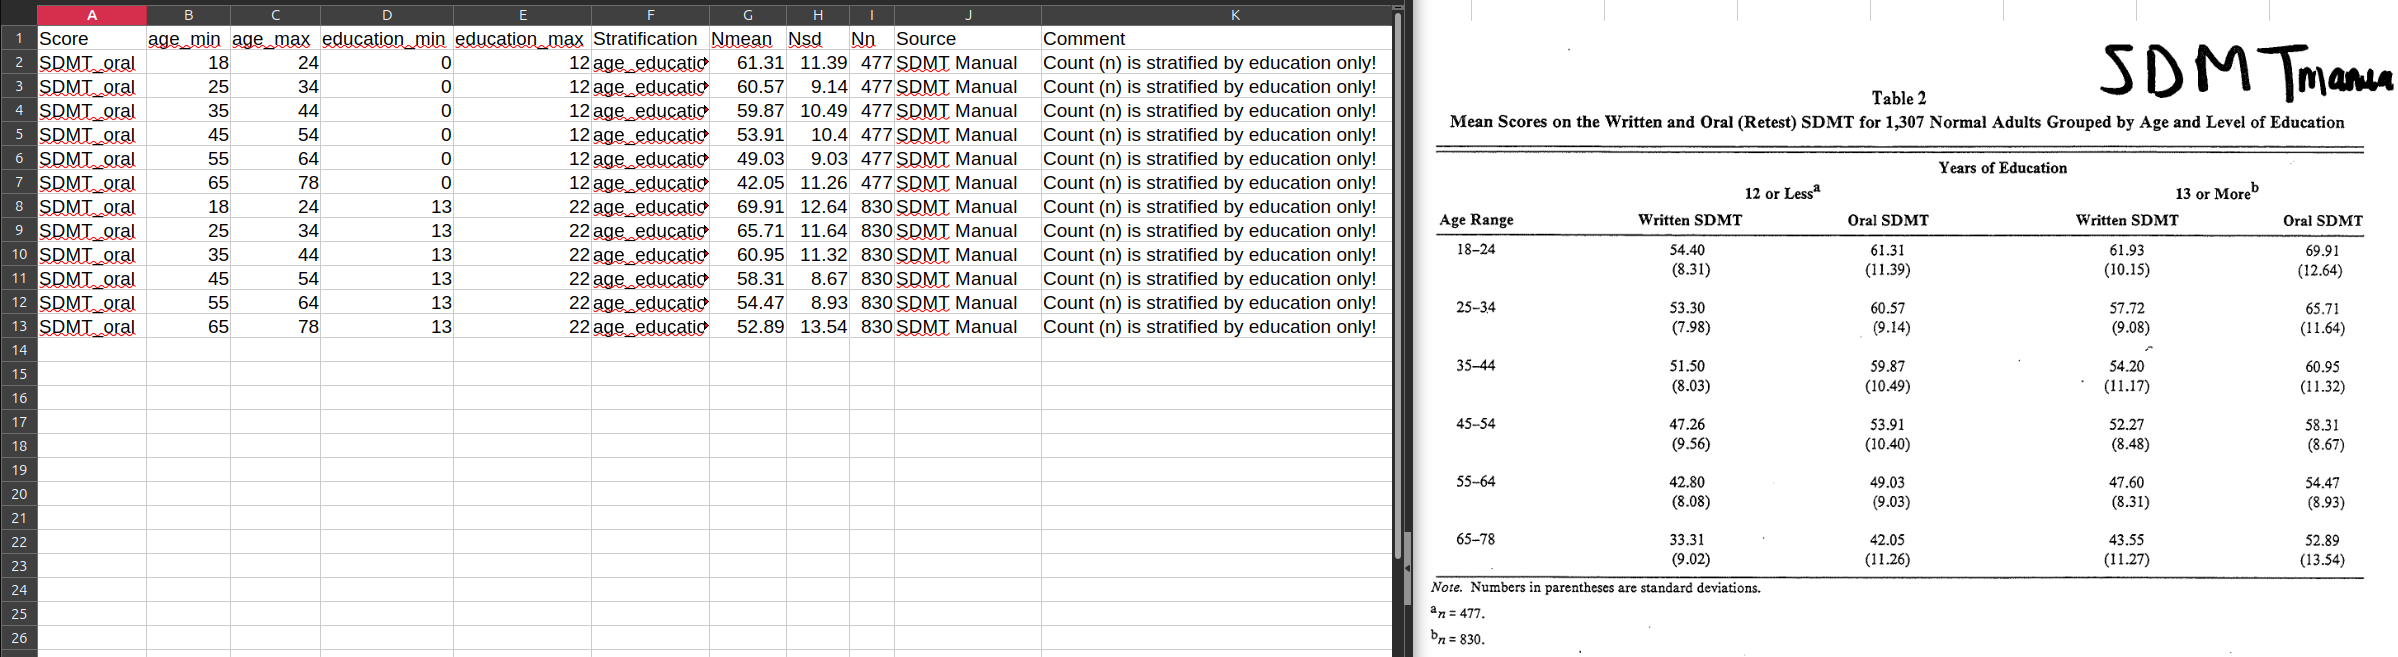 A B C D E F G H I J K
1 Score age_min age_max education_min education_max Stratification Nmean Nsd Nn Source Comment
2 SDMT_oral 18 24 0 12 age_educatio 61.31 11.39 477 SDMT Manual Count (n) is stratified by education only!
3 SDMT_oral 25 34 0 12 age_educatio 60.57 9.14 477 SDMT Manual Count (n) is stratified by education only!
4 SDMT_oral 35 44 0 12 age_educatio 59.87 10.49 477 SDMT Manual Count (n) is stratified by education only!
5 SDMT_oral 45 54 0 12 age_educatio 53.91 10.4 477 SDMT Manual Count (n) is stratified by education only!
6 SDMT_oral 55 64 0 12 age_educatio 49.03 9.03 477 SDMT Manual Count (n) is stratified by education only!
7 SDMT_oral 65 78 0 12 age_educatio 42.05 11.26 477 SDMT Manual Count (n) is stratified by education only!
8 SDMT_oral 18 24 13 22 age_educatio 69.91 12.64 830 SDMT Manual Count (n) is stratified by education only!
9 SDMT_oral 25 34 13 22 age_educatio 65.71 11.64 830 SDMT Manual Count (n) is stratified by education only!
10 SDMT_oral 35 44 13 22 age_educatio 60.95 11.32 830 SDMT Manual Count (n) is stratified by education only!
11 SDMT_oral 45 54 13 22 age_educatio 58.31 8.67 830 SDMT Manual Count (n) is stratified by education only!
12 SDMT_oral 55 64 13 22 age_educatio 54.47 8.93 830 SDMT Manual Count (n) is stratified by education only!
13 SDMT_oral 65 78 13 22 age_educatio 52.89 13.54 830 SDMT Manual Count (n) is stratified by education only!
14
15
16
17
18
19
20
21
22
23
24
25
26
SDMT manua
Table 2
Mean Scores on the Written and Oral (Retest) SDMT for 1,307 Normal Adults Grouped by Age and Level of Education
Years of Education
12 or Less^a 13 or More^b
Age Range Written SDMT Oral SDMT Written SDMT Oral SDMT
18–24 54.40 61.31 61.93 69.91
(8.31) (11.39) (10.15) (12.64)
25–34 53.30 60.57 57.72 65.71
(7.98) (9.14) (9.08) (11.64)
35–44 51.50 59.87 54.20 60.95
(8.03) (10.49) (11.17) (11.32)
45–54 47.26 53.91 52.27 58.31
(9.56) (10.40) (8.48) (8.67)
55–64 42.80 49.03 47.60 54.47
(8.08) (9.03) (8.31) (8.93)
65–78 33.31 42.05 43.55 52.89
(9.02) (11.26) (11.27) (13.54)
Note. Numbers in parentheses are standard deviations.
^a n = 477.
^b n = 830.